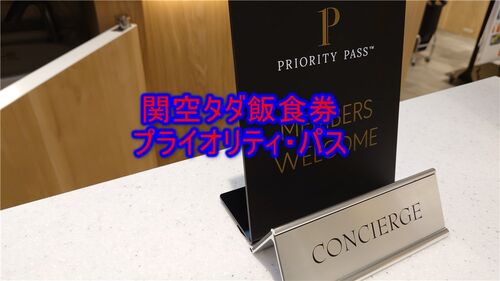 P
PRIORITY PASS™
関空タダ飯食券
MEMBERS
プライオリティ・パス
WELCOME
CONCIERGE